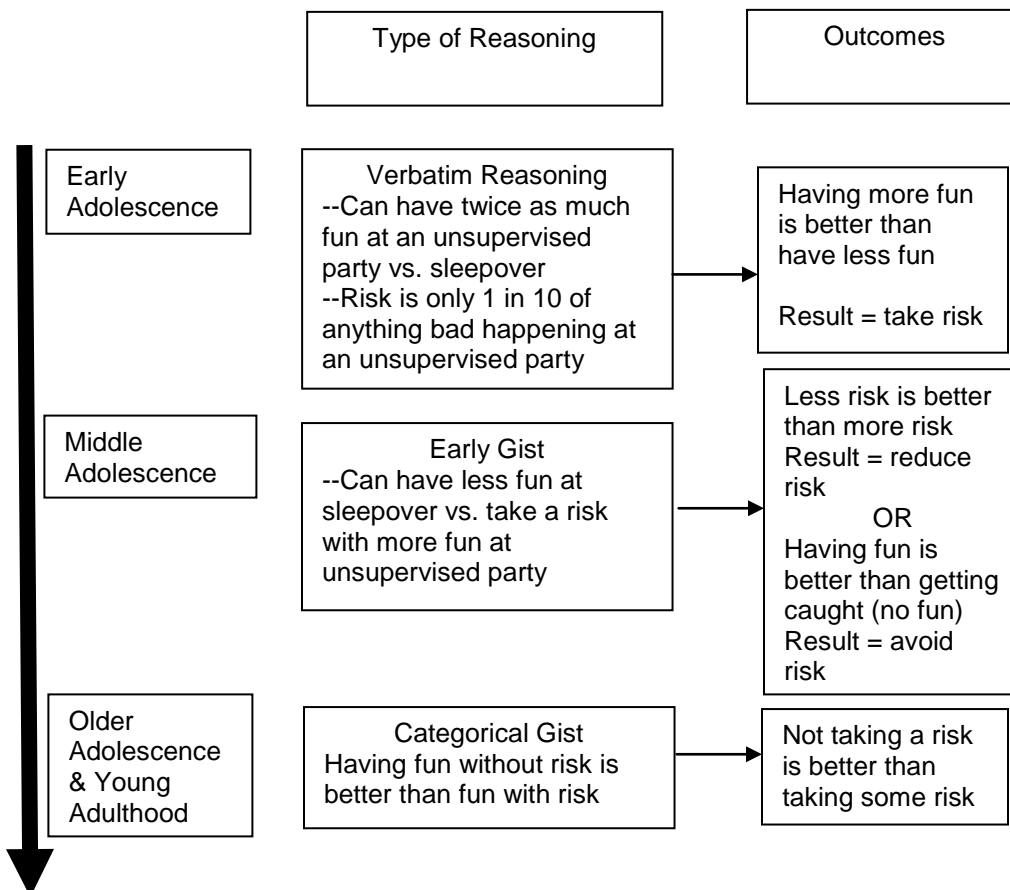 Type of Reasoning
Outcomes
Early
Adolescence
Verbatim Reasoning
--Can have twice as much
fun at an unsupervised
party vs. sleepover
--Risk is only 1 in 10 of
anything bad happening at
an unsupervised party
Having more fun
is better than
have less fun
Result = take risk
Middle
Adolescence
Early Gist
--Can have less fun at
sleepover vs. take a risk
with more fun at
unsupervised party
Less risk is better
than more risk
Result = reduce
risk
OR
Having fun is
better than getting
caught (no fun)
Result = avoid
risk
Older
Adolescence
& Young
Adulthood
Categorical Gist
Having fun without risk is
better than fun with risk
Not taking a risk
is better than
taking some risk